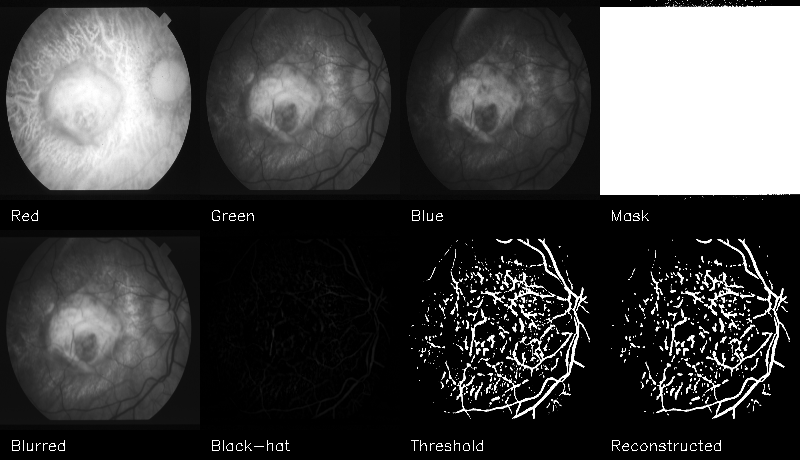 Red
Green
Blue
Mask
Blurred
Black-hat
Threshold
Reconstructed